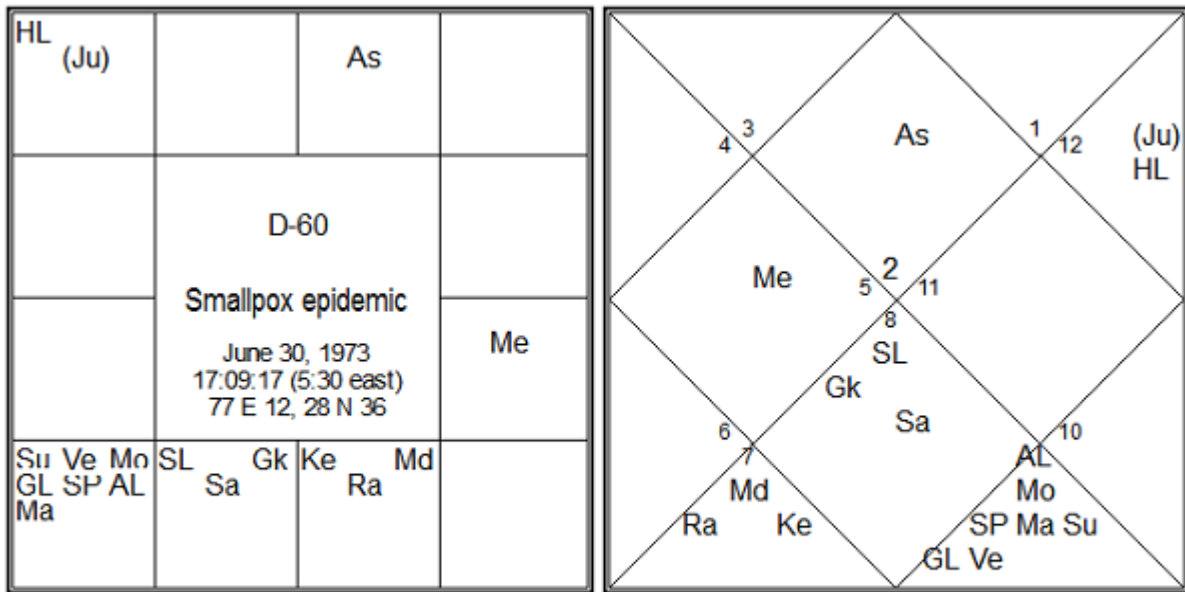 HL
(Ju)
As
D-60
Smallpox epidemic
June 30, 1973
17:09:17 (5:30 east)
77 E 12, 28 N 36
Me
Su Ve Mo
GL SP AL
Ma
SL Gk
Sa
Ke Md
Ra
3
4
As
1
12
(Ju)
HL
Me
2
5
11
8
SL
Gk
Sa
6
7
10
Md
Ra
Ke
AL
Mo
SP Ma Su
GL Ve